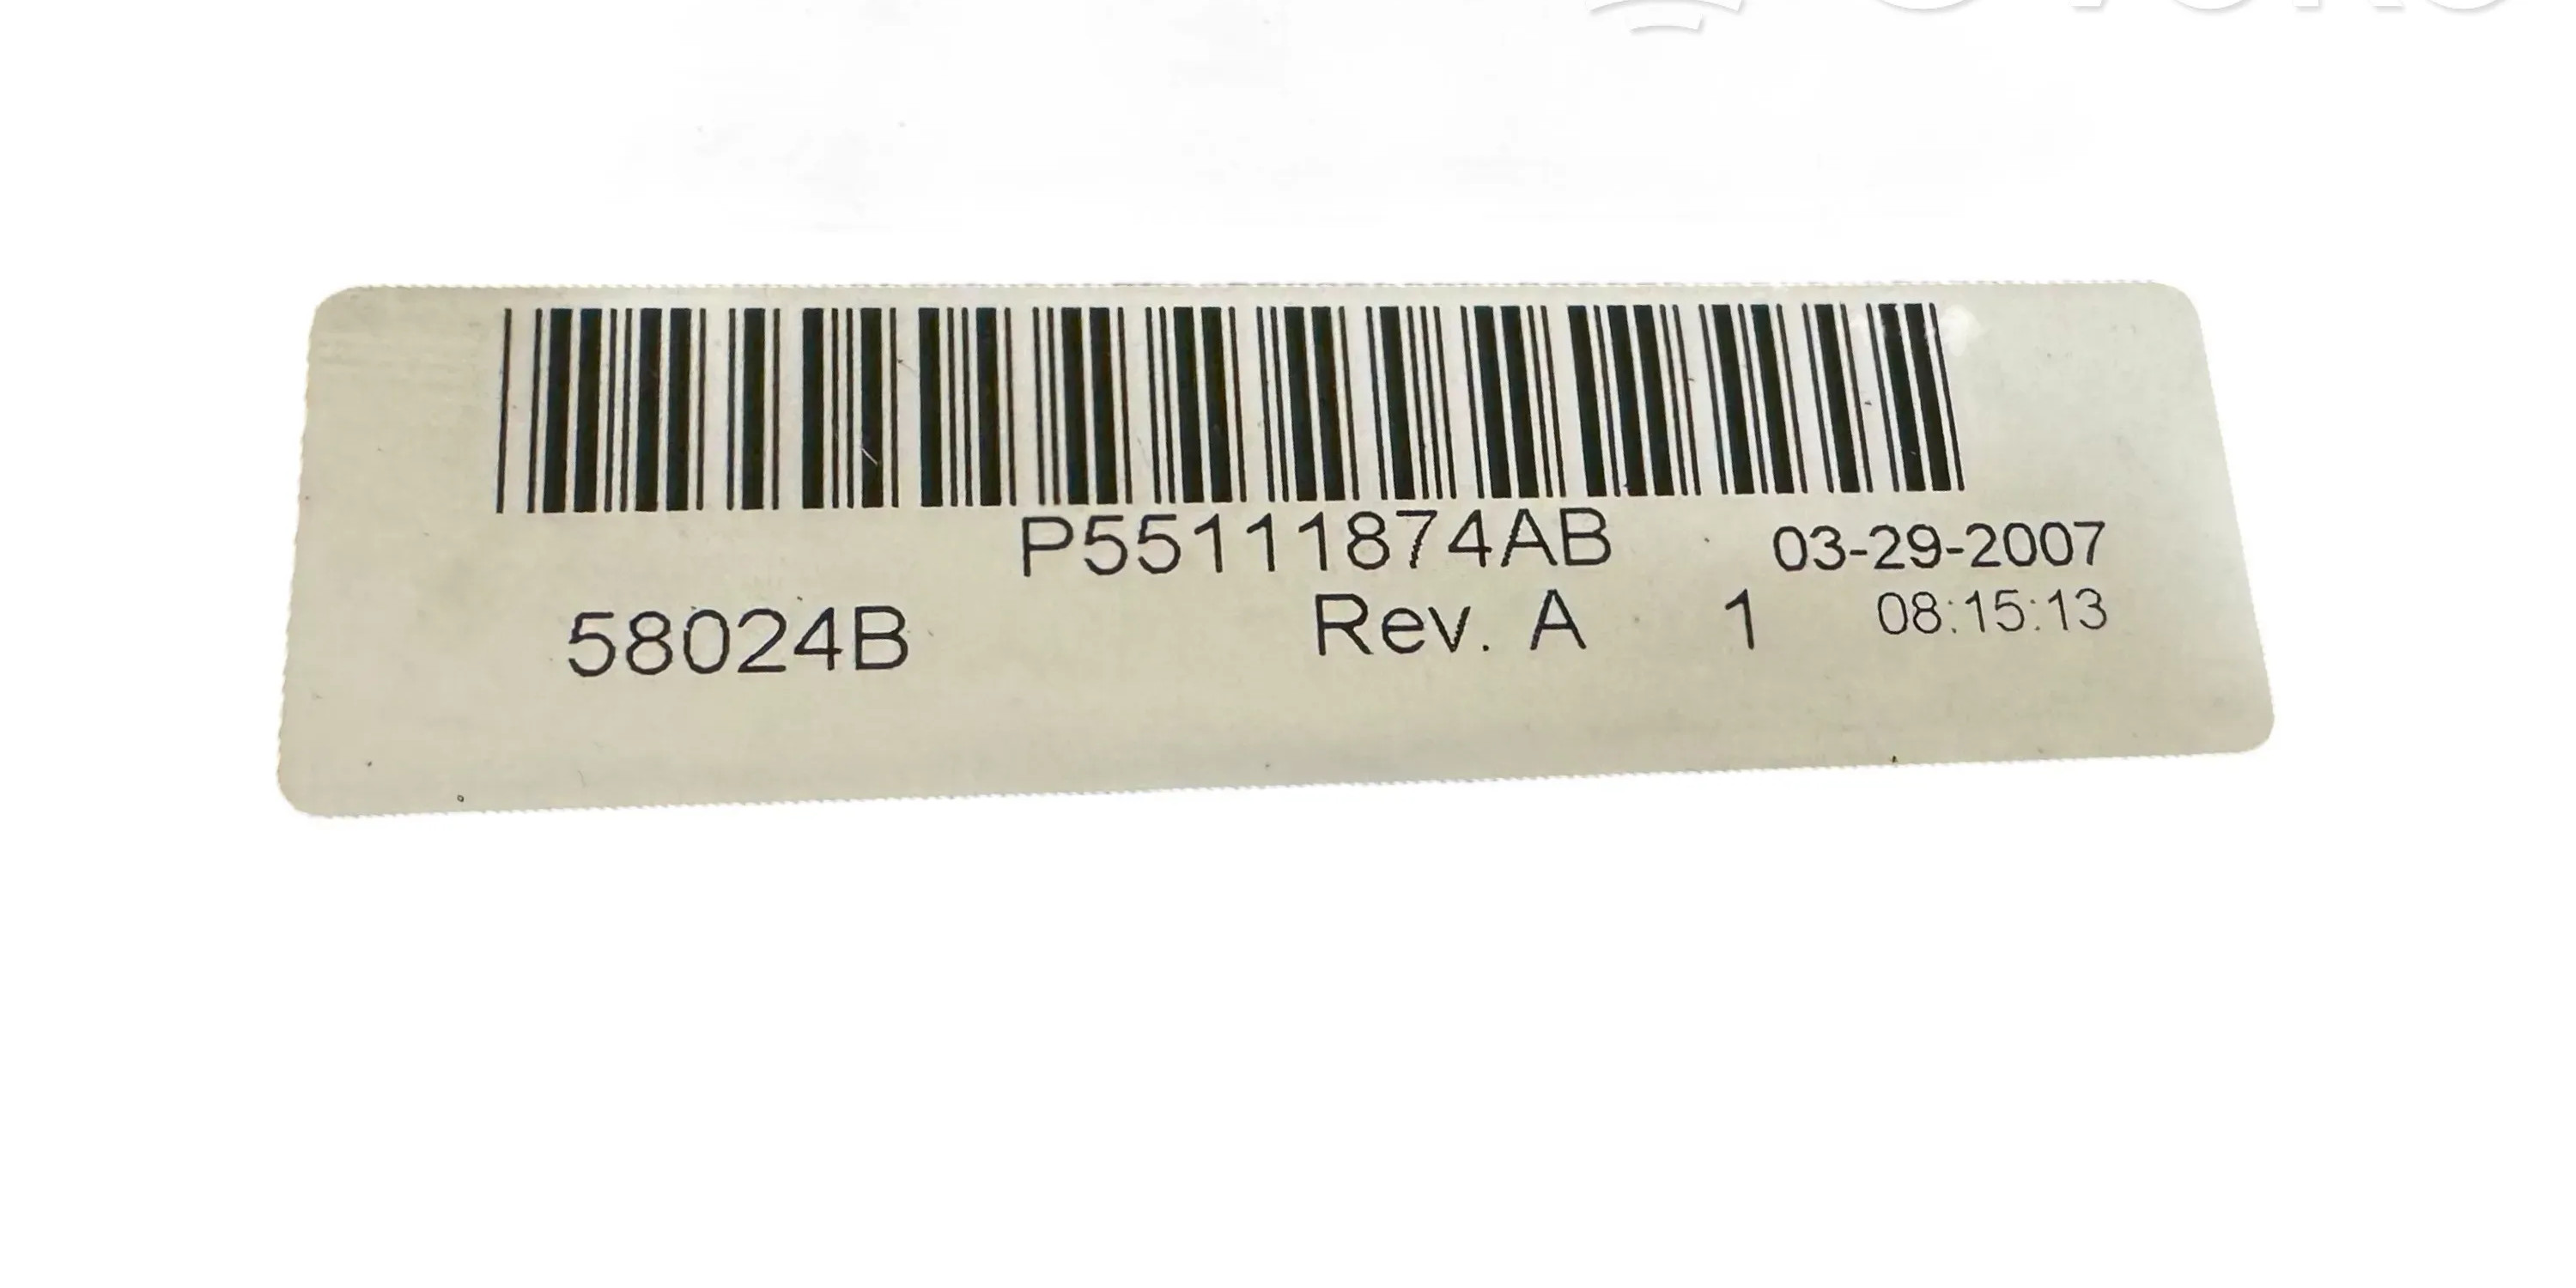 P55111874AB 03-29-2007
58024B Rev. A 1 08:15:13